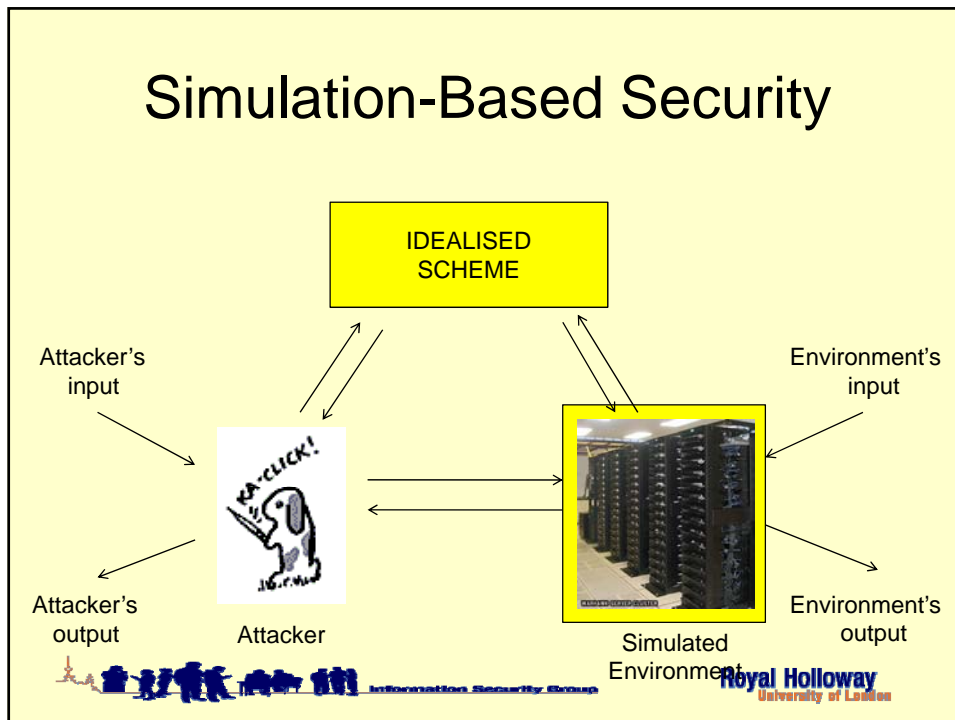 Simulation-Based Security
IDEALISED
SCHEME
Attacker's
input
Environment's
input
KA-CLICK!
Attacker's
output
Attacker
Simulated
Environment
Environment's
output
Information Security Group
Royal Holloway
University of London